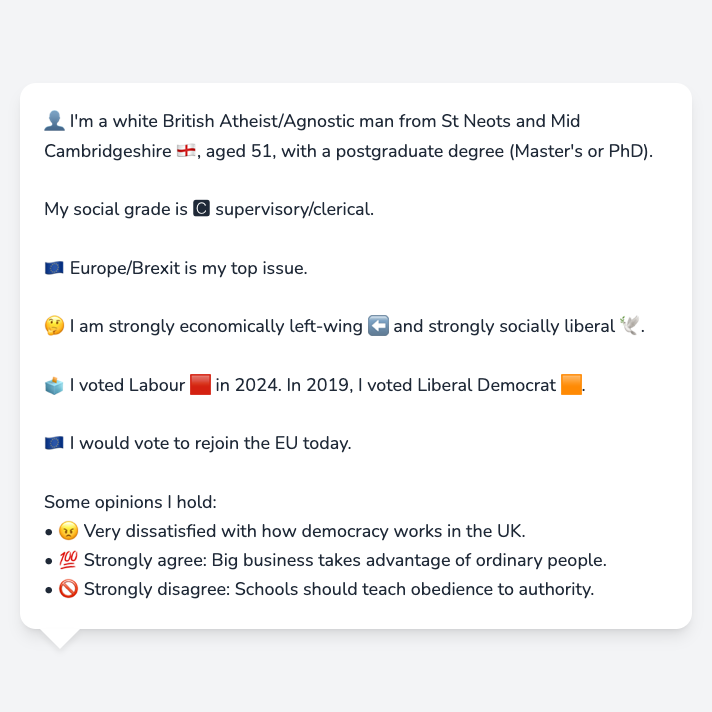 👤 I'm a white British Atheist/Agnostic man from St Neots and Mid
Cambridgeshire 🏴󠁧󠁢󠁥󠁮󠁧󠁿, aged 51, with a postgraduate degree (Master's or PhD).
My social grade is C supervisory/clerical.
🇪🇺 Europe/Brexit is my top issue.
🤔 I am strongly economically left-wing ⬅️ and strongly socially liberal 🕊️.
🗳️ I voted Labour 🟥 in 2024. In 2019, I voted Liberal Democrat 🟧.
🇪🇺 I would vote to rejoin the EU today.
Some opinions I hold:
• 😠 Very dissatisfied with how democracy works in the UK.
• 💯 Strongly agree: Big business takes advantage of ordinary people.
• 🚫 Strongly disagree: Schools should teach obedience to authority.